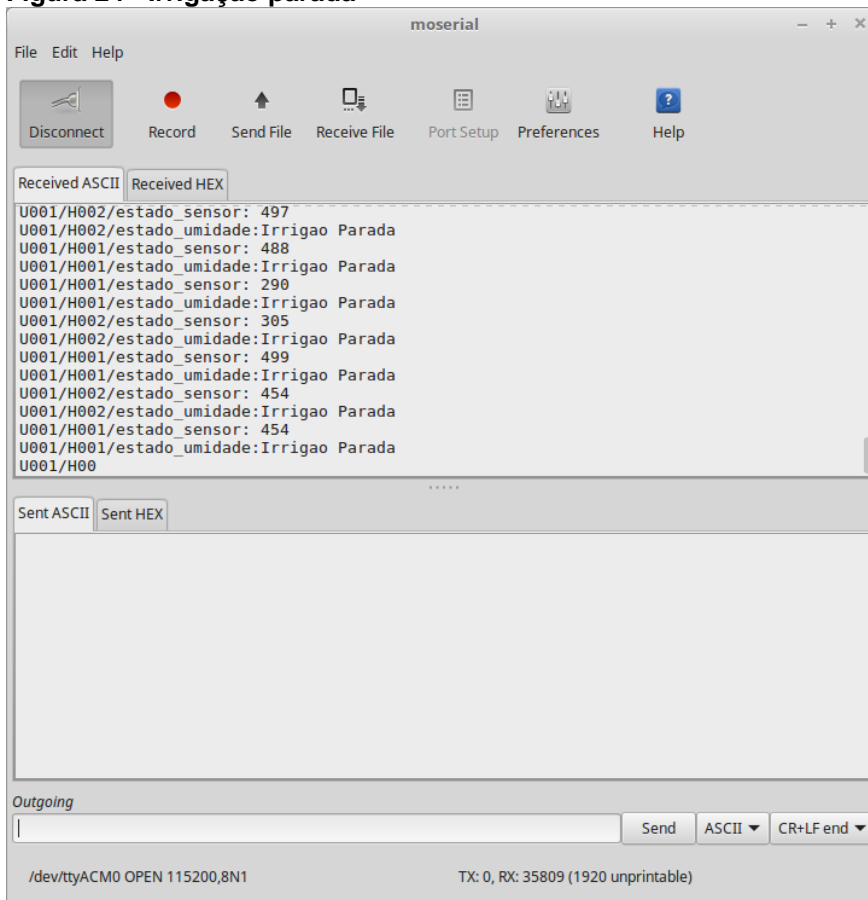 Figura 24 - Irrigação parada
moserial
File Edit Help
Disconnect Record Send File Receive File Port Setup Preferences Help
Received ASCII Received HEX
U001/H002/estado_sensor: 497
U001/H002/estado_umidade:Irrigao Parada
U001/H001/estado_sensor: 488
U001/H001/estado_umidade:Irrigao Parada
U001/H001/estado_sensor: 290
U001/H001/estado_umidade:Irrigao Parada
U001/H002/estado_sensor: 305
U001/H002/estado_umidade:Irrigao Parada
U001/H001/estado_sensor: 499
U001/H001/estado_umidade:Irrigao Parada
U001/H002/estado_sensor: 454
U001/H002/estado_umidade:Irrigao Parada
U001/H001/estado_sensor: 454
U001/H001/estado_umidade:Irrigao Parada
U001/H00
Sent ASCII Sent HEX
Outgoing
Send ASCII CR+LF end
/dev/ttyACM0 OPEN 115200,8N1 TX: 0, RX: 35809 (1920 unprintable)